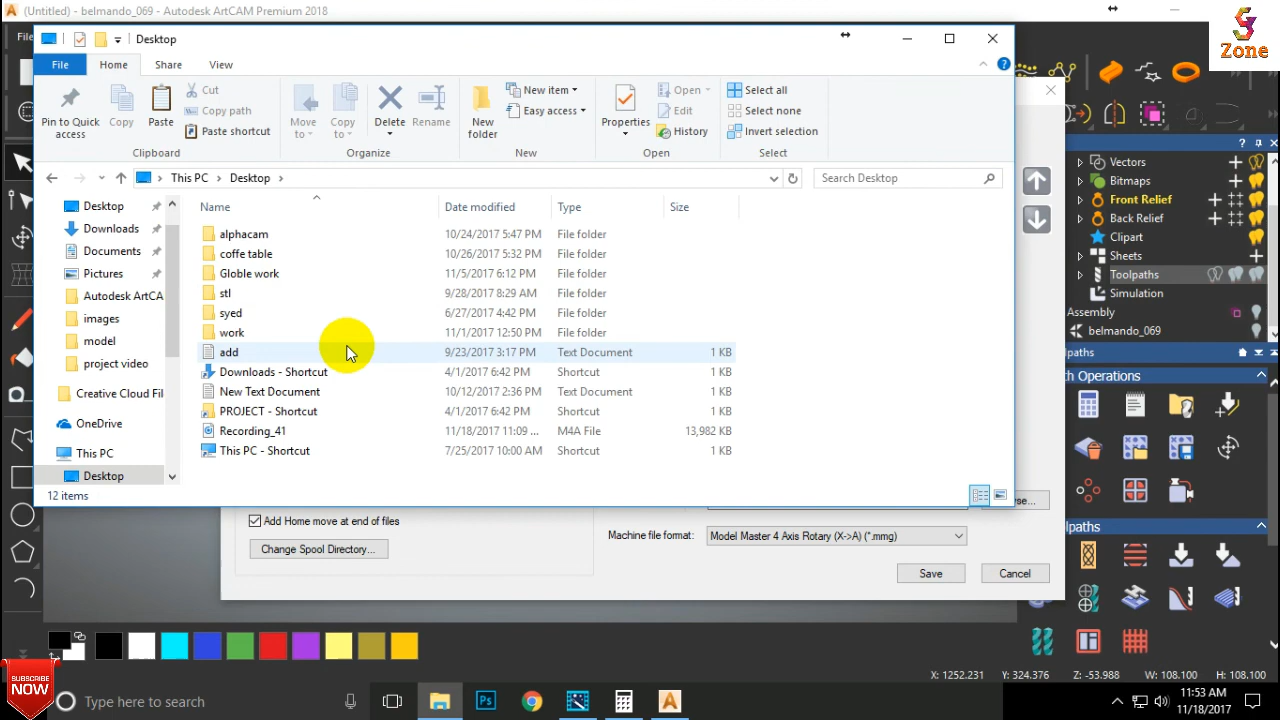 (Untitled) - belmando_069 - Autodesk ArtCAM Premium 2018
Zone
Desktop
File Home Share View
Pin to Quick access
Copy
Paste
Cut
Copy path
Paste shortcut
Move to
Copy to
Delete
Rename
New folder
New item
Easy access
Properties
Open
Edit
History
Select all
Select none
Invert selection
Clipboard Organize New Open Select
This PC > Desktop >
Search Desktop
Desktop
Downloads
Documents
Pictures
Autodesk ArtCA
images
model
project video
Creative Cloud Fil
OneDrive
This PC
Desktop
Name Date modified Type Size
alphacam 10/24/2017 5:47 PM File folder
coffe table 10/26/2017 5:32 PM File folder
Globle work 11/5/2017 6:12 PM File folder
stl 9/28/2017 8:29 AM File folder
syed 6/27/2017 4:42 PM File folder
work 11/1/2017 12:50 PM File folder
add 9/23/2017 3:17 PM Text Document 1 KB
Downloads - Shortcut 4/1/2017 6:42 PM Shortcut 1 KB
New Text Document 10/12/2017 2:36 PM Text Document 1 KB
PROJECT - Shortcut 4/1/2017 6:42 PM Shortcut 1 KB
Recording_41 11/18/2017 11:09 ... M4A File 13,982 KB
This PC - Shortcut 7/25/2017 10:00 AM Shortcut 1 KB
12 items
Vectors
Bitmaps
Front Relief
Back Relief
Clipart
Sheets
Toolpaths
Simulation
Assembly
belmando_069
Add Home move at end of files
Change Spool Directory...
Machine file format: Model Master 4 Axis Rotary (X->A) (*.mmg)
Save Cancel
X: 1252.231 Y: 324.376 Z: -53.988 W: 108.100 H: 108.100
SUBSCRIBE
NOW
Type here to search
11:53 AM
11/18/2017